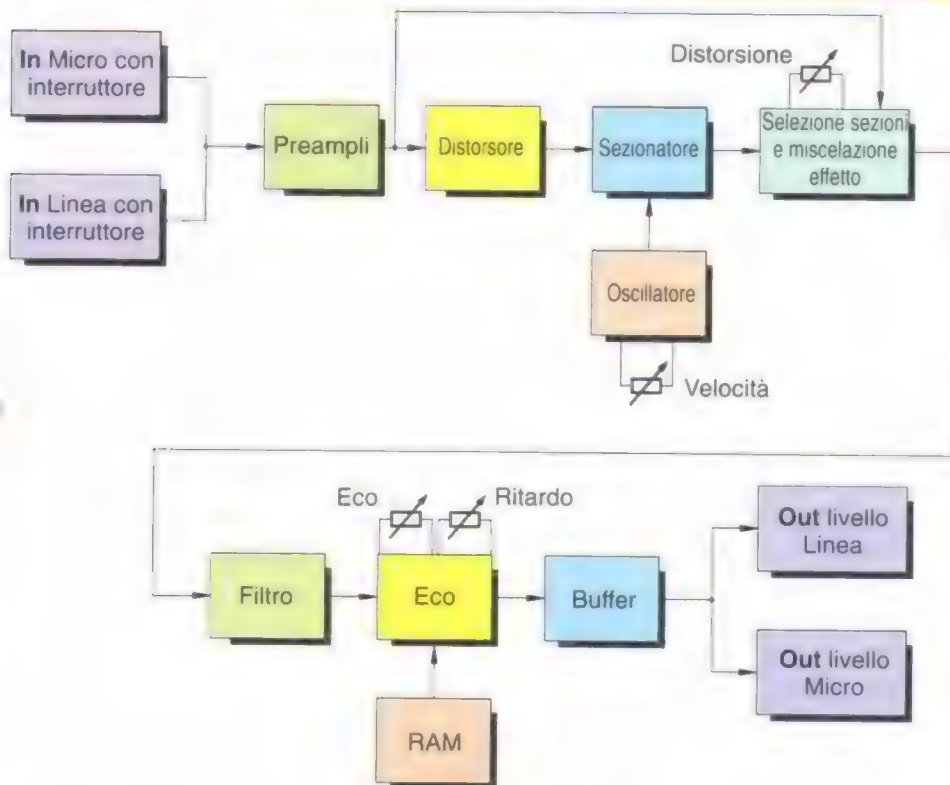 In Micro con
interruttore
In Linea con
interruttore
Preampli
Distorsore
Sezionatore
Distorsione
Selezione sezioni
e miscelazione
effetto
Oscillatore
Velocità
Filtro
Eco
Ritardo
Eco
RAM
Buffer
Out livello
Linea
Out livello
Micro